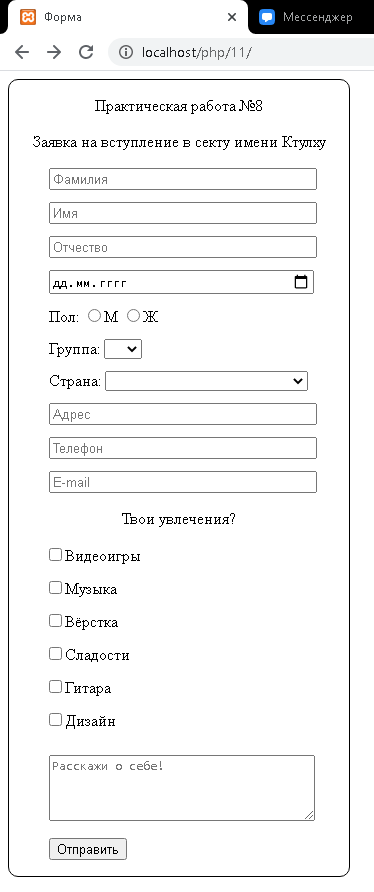 Форма
Мессенджер
localhost/php/11/
Практическая работа №8
Заявка на вступление в секту имени Ктулху
Фамилия
Имя
Отчество
дд.мм.гггг
Пол: М Ж
Группа:
Страна:
Адрес
Телефон
E-mail
Твои увлечения?
Видеоигры
Музыка
Вёрстка
Сладости
Гитара
Дизайн
Расскажи о себе!
Отправить